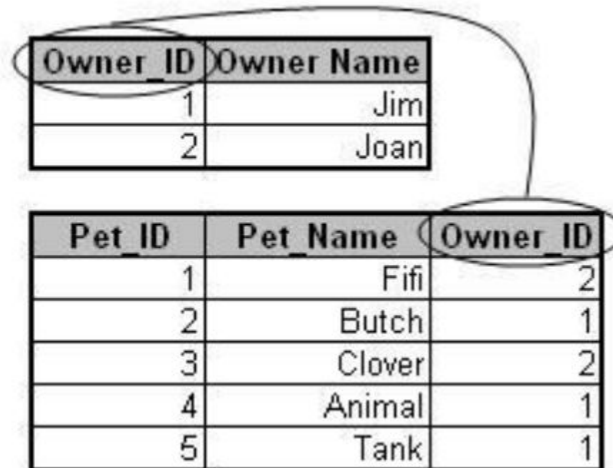 Owner_ID Owner Name
1 Jim
2 Joan
Pet_ID Pet_Name Owner_ID
1 Fifi 2
2 Butch 1
3 Clover 2
4 Animal 1
5 Tank 1